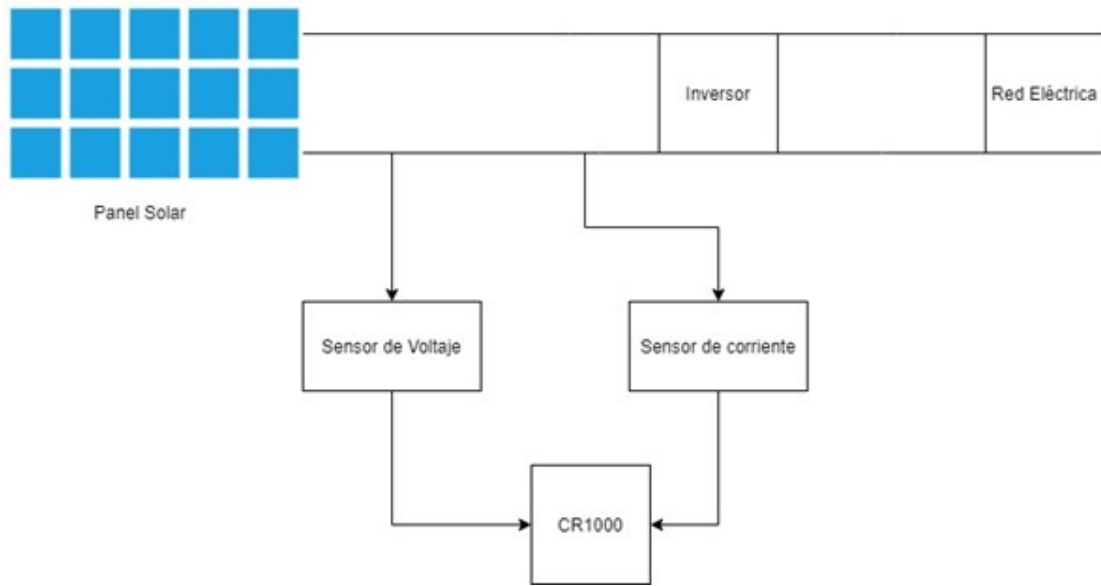 Inversor
Red Eléctrica
Panel Solar
Sensor de Voltaje
Sensor de corriente
CR1000